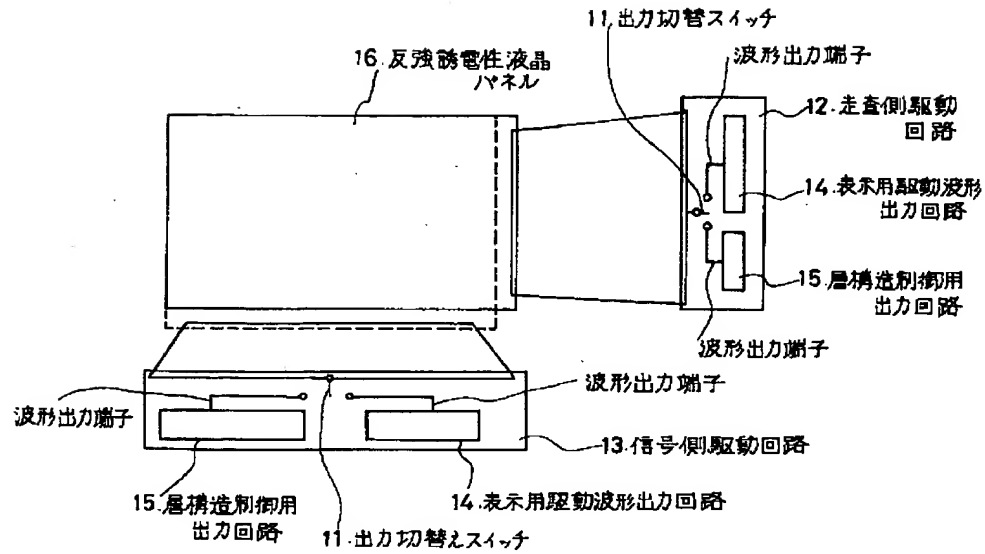 11.出力切替スイッチ
波形出力端子
16.反強誘電性液晶
パネル
12.走査側駆動
回路
14.表示用駆動波形
出力回路
15.層構造制御用
出力回路
波形出力端子
波形出力端子
波形出力端子
13.信号側駆動回路
15.層構造制御用
出力回路
14.表示用駆動波形出力回路
11.出力切替えスイッチ